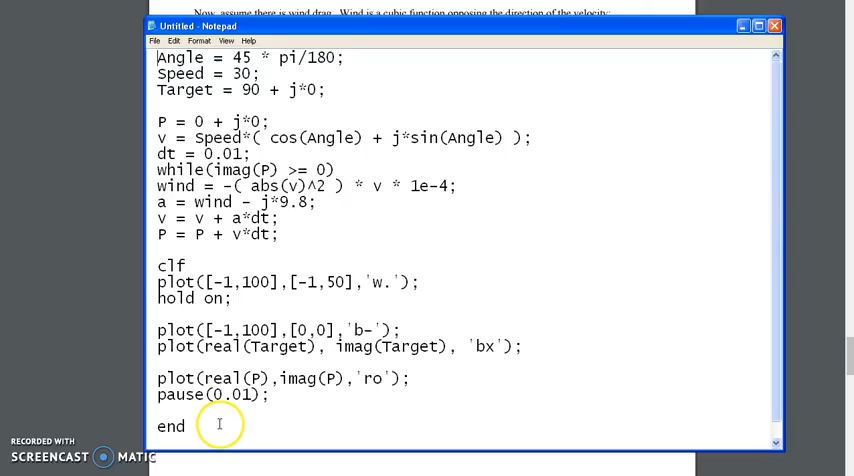 Now, assume there is wind drag. Wind is a cubic function opposing the direction of the velocity:
Untitled - Notepad
File Edit Format View Help
Angle = 45 * pi/180;
Speed = 30;
Target = 90 + j*0;
P = 0 + j*0;
v = Speed*( cos(Angle) + j*sin(Angle) );
dt = 0.01;
while(imag(P) >= 0)
wind = -( abs(v)^2 ) * v * 1e-4;
a = wind - j*9.8;
v = v + a*dt;
P = P + v*dt;
clf
plot([-1,100],[-1,50],'w.');
hold on;
plot([-1,100],[0,0],'b-');
plot(real(Target), imag(Target), 'bx');
plot(real(P),imag(P),'ro');
pause(0.01);
end
RECORDED WITH
SCREENCAST MATIC